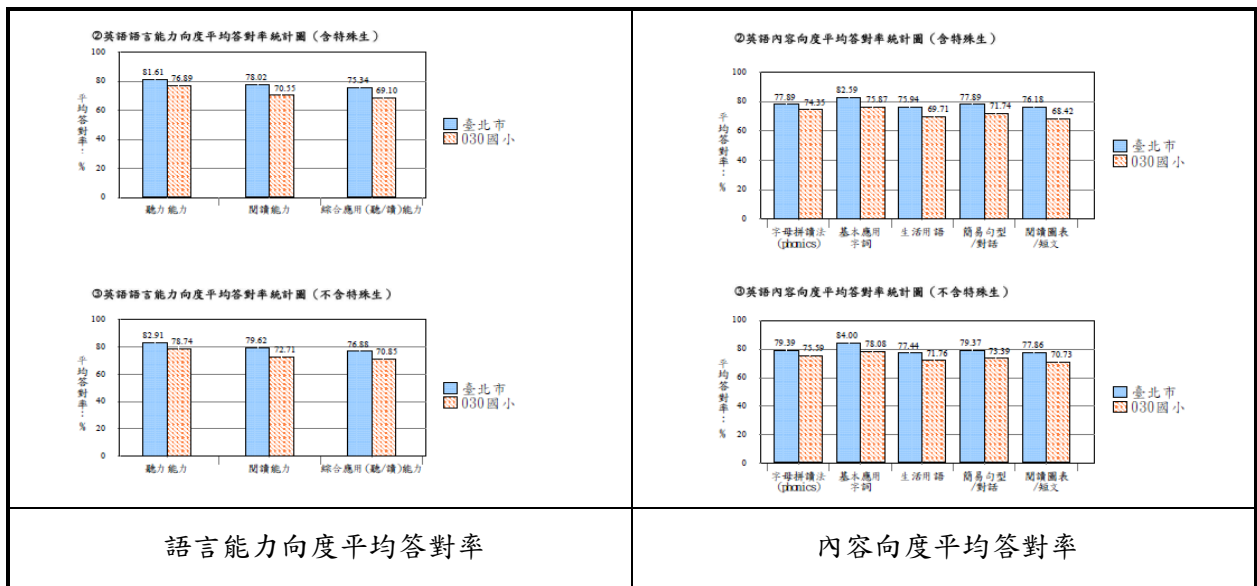 ②英語語言能力向度平均答對率統計圖（含特殊生）
100
80
60
40
20
0
平均答對率：%
81.61
76.89
78.02
70.55
75.34
69.10
聽力能力
閱讀能力
綜合應用(聽/讀)能力
臺北市
030國小
③英語語言能力向度平均答對率統計圖（不含特殊生）
100
80
60
40
20
0
平均答對率：%
82.91
78.74
79.62
72.71
76.88
70.85
聽力能力
閱讀能力
綜合應用(聽/讀)能力
臺北市
030國小
語言能力向度平均答對率
②英語內容向度平均答對率統計圖（含特殊生）
100
80
60
40
20
0
平均答對率：%
77.89
74.35
82.59
75.87
75.94
69.71
77.89
71.74
76.18
68.42
字母拼讀法
(phonics)
基本應用
字詞
生活用語
簡易句型
/對話
閱讀圖表
/短文
臺北市
030國小
③英語內容向度平均答對率統計圖（不含特殊生）
100
80
60
40
20
0
平均答對率：%
79.39
75.59
84.00
78.08
77.44
71.76
79.37
73.39
77.86
70.73
字母拼讀法
(phonics)
基本應用
字詞
生活用語
簡易句型
/對話
閱讀圖表
/短文
臺北市
030國小
內容向度平均答對率